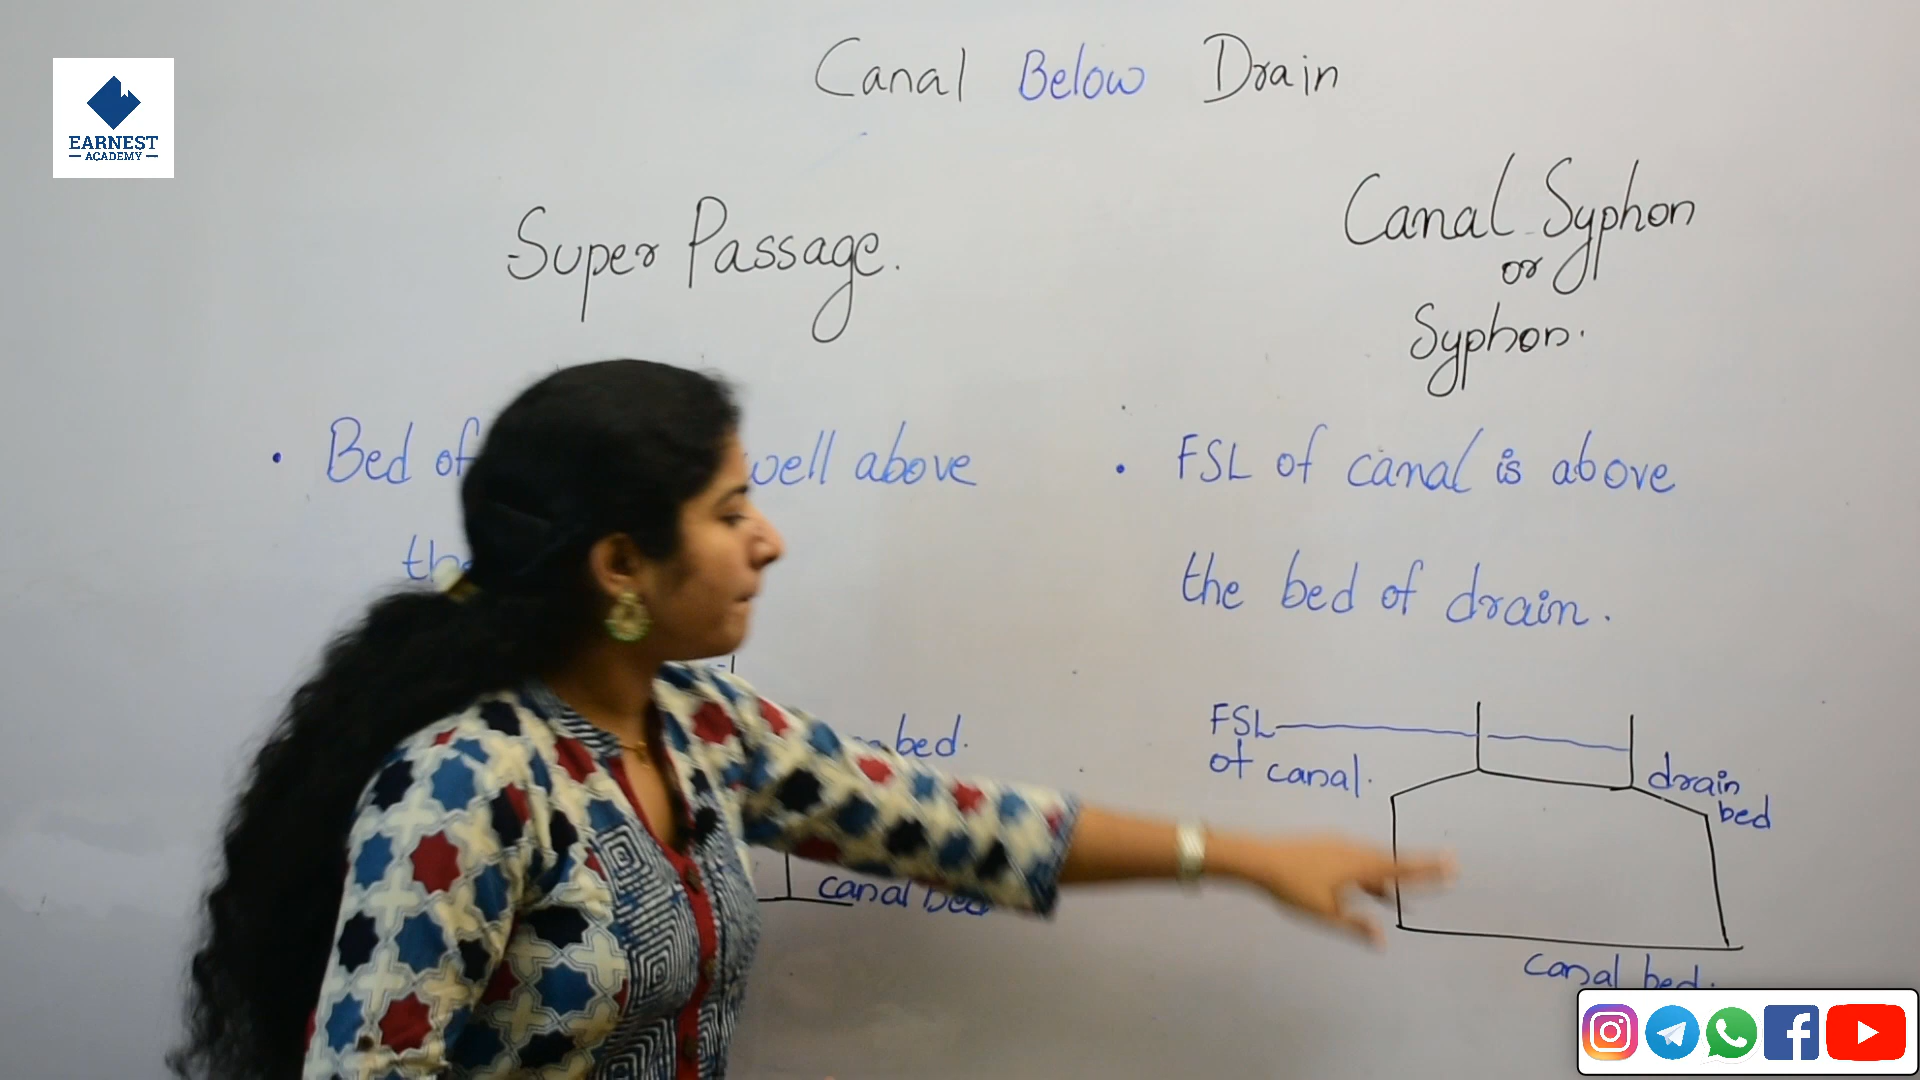 EARNEST
ACADEMY
Canal Below Drain
Super Passage.
Canal Syphon
or
Syphon.
• Bed of well above
• FSL of canal is above
the bed of drain.
bed.
canal bed
FSL
of canal.
drain
bed
canal bed.